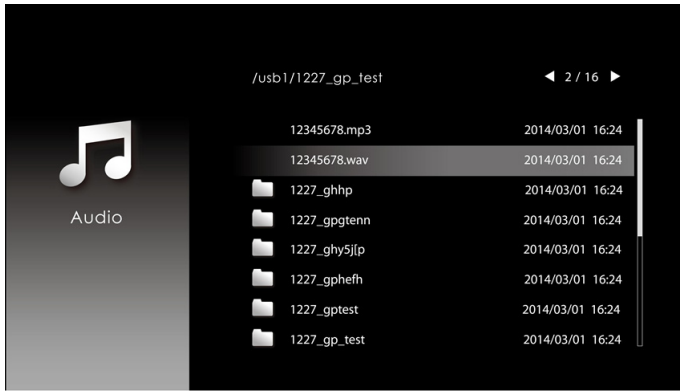 /usb1/1227_gp_test 2 / 16
12345678.mp3 2014/03/01 16:24
12345678.wav 2014/03/01 16:24
1227_ghhp 2014/03/01 16:24
Audio
1227_gpgtenn 2014/03/01 16:24
1227_ghy5j[p 2014/03/01 16:24
1227_gphefh 2014/03/01 16:24
1227_gptest 2014/03/01 16:24
1227_gp_test 2014/03/01 16:24